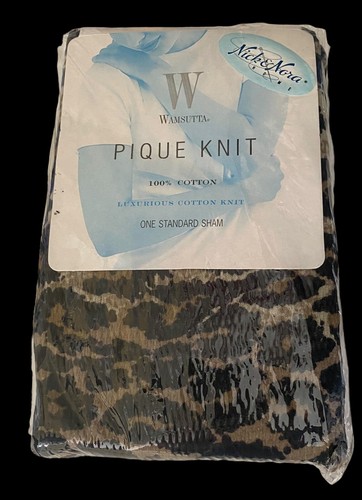 Nick & Nora
W
WAMSUTTA®
PIQUE KNIT
100% COTTON
LUXURIOUS COTTON KNIT
ONE STANDARD SHAM